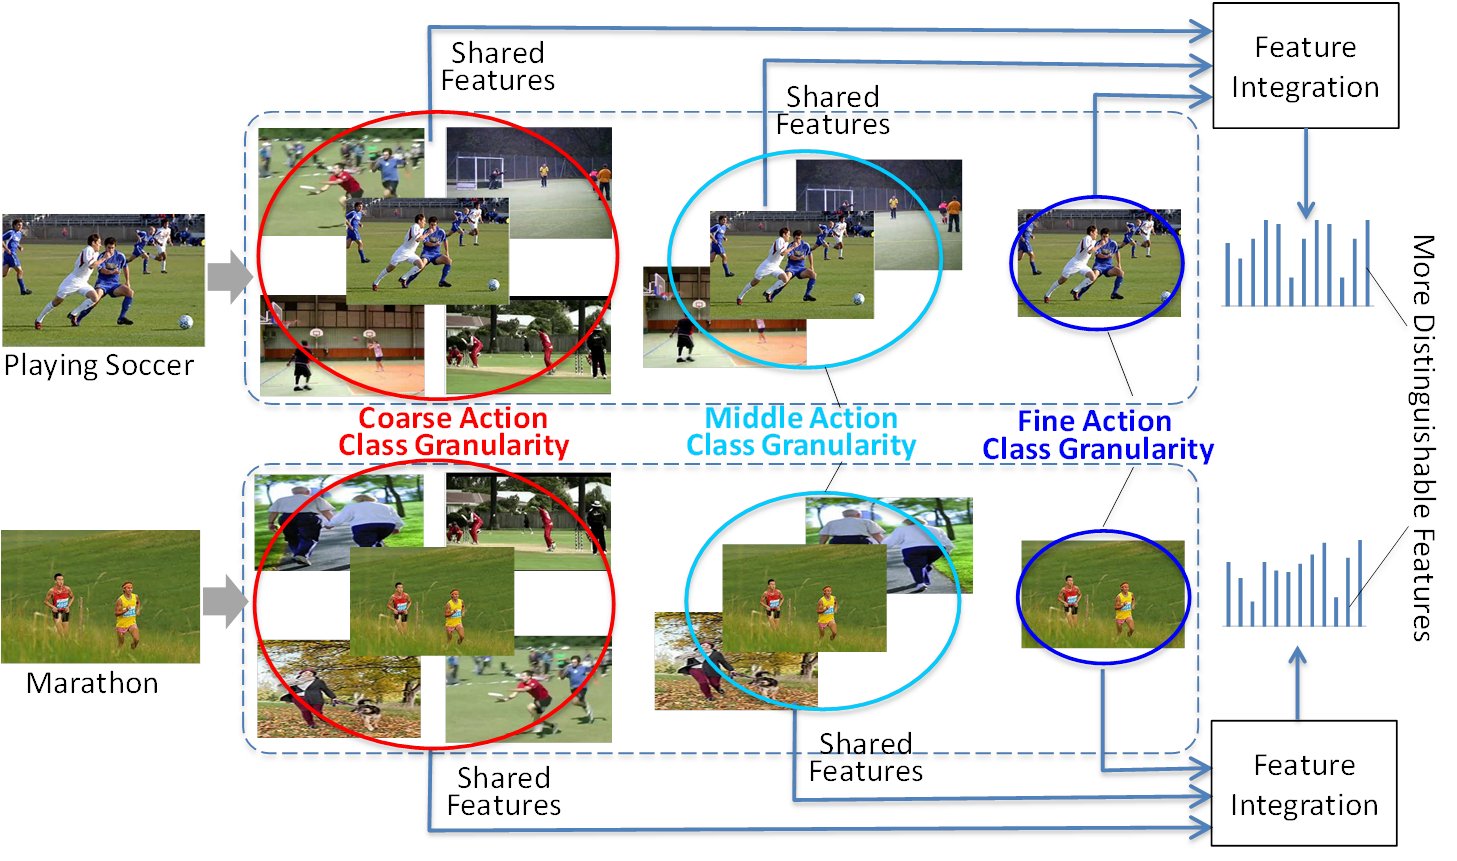 Shared
Features
Feature
Integration
Shared
Features
Playing Soccer
Coarse Action
Class Granularity
Middle Action
Class Granularity
Fine Action
Class Granularity
More Distinguishable Features
Marathon
Shared
Features
Shared
Features
Feature
Integration